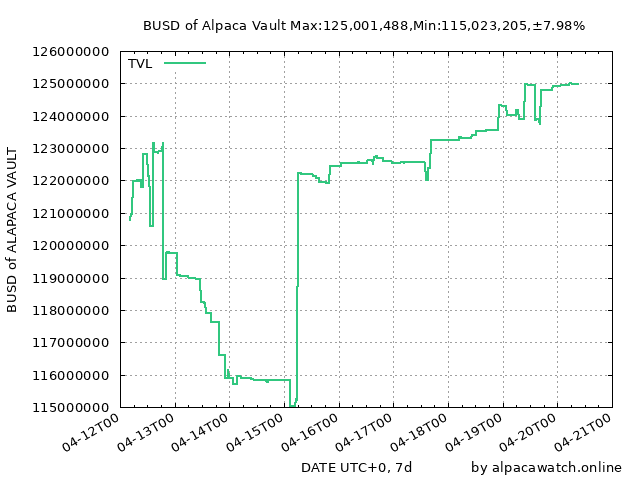 BUSD of Alpaca Vault Max:125,001,488,Min:115,023,205,±7.98%
TVL
126000000
125000000
124000000
123000000
122000000
121000000
120000000
119000000
118000000
117000000
116000000
115000000
BUSD of ALAPACA VAULT
04-12T00
04-13T00
04-14T00
04-15T00
04-16T00
04-17T00
04-18T00
04-19T00
04-20T00
04-21T00
DATE UTC+0, 7d
by alpacawatch.online